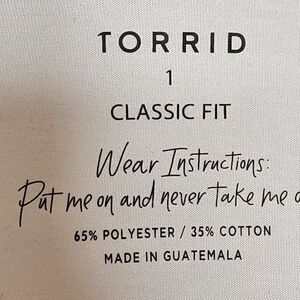 TORRID
1
CLASSIC FIT
Wear Instructions:
Put me on and never take me
65% POLYESTER / 35% COTTON
MADE IN GUATEMALA